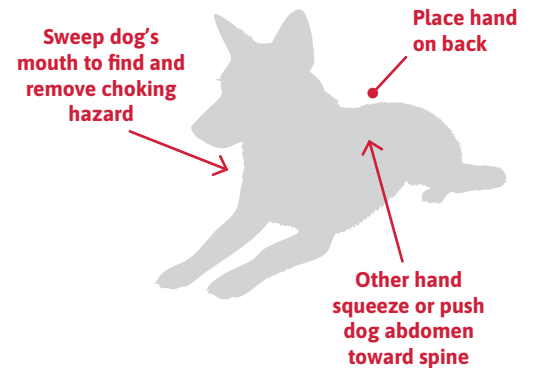 Sweep dog's
mouth to find and
remove choking
hazard
Place hand
on back
Other hand
squeeze or push
dog abdomen
toward spine